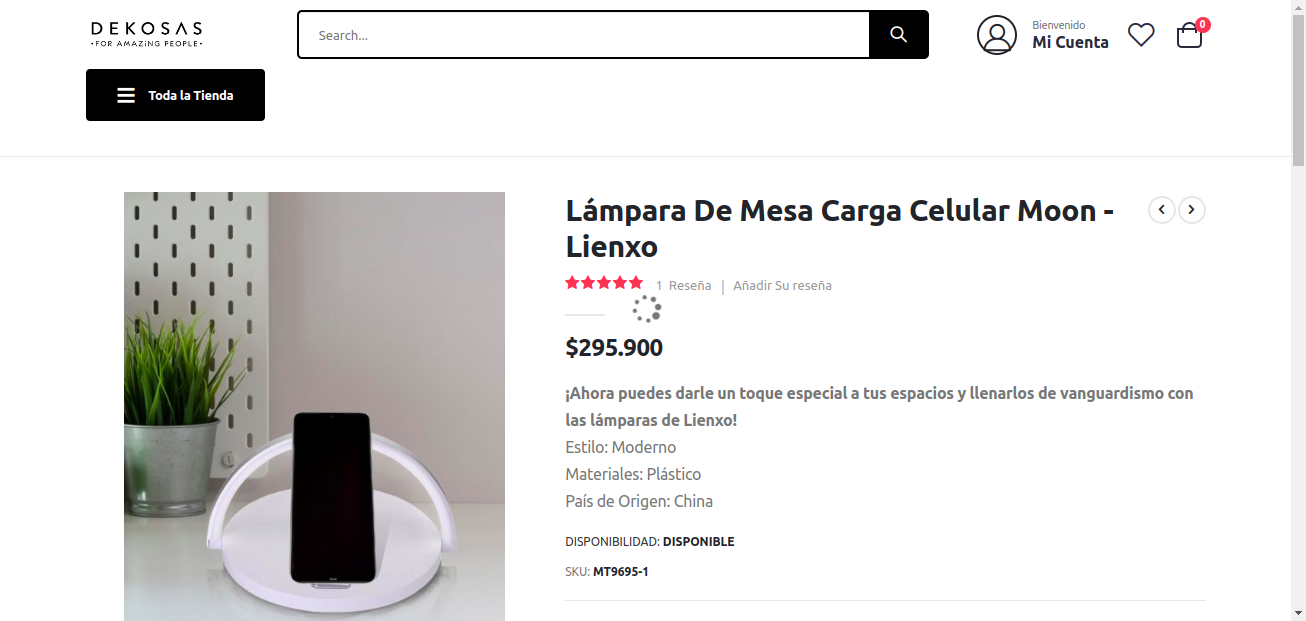 DEKOSAS
•FOR AMAZiNG PEOPLE•
Search...
Bienvenido
Mi Cuenta
0
Toda la Tienda
Lámpara De Mesa Carga Celular Moon -
Lienxo
1 Reseña | Añadir Su reseña
$295.900
¡Ahora puedes darle un toque especial a tus espacios y llenarlos de vanguardismo con
las lámparas de Lienxo!
Estilo: Moderno
Materiales: Plástico
País de Origen: China
DISPONIBILIDAD: DISPONIBLE
SKU: MT9695-1